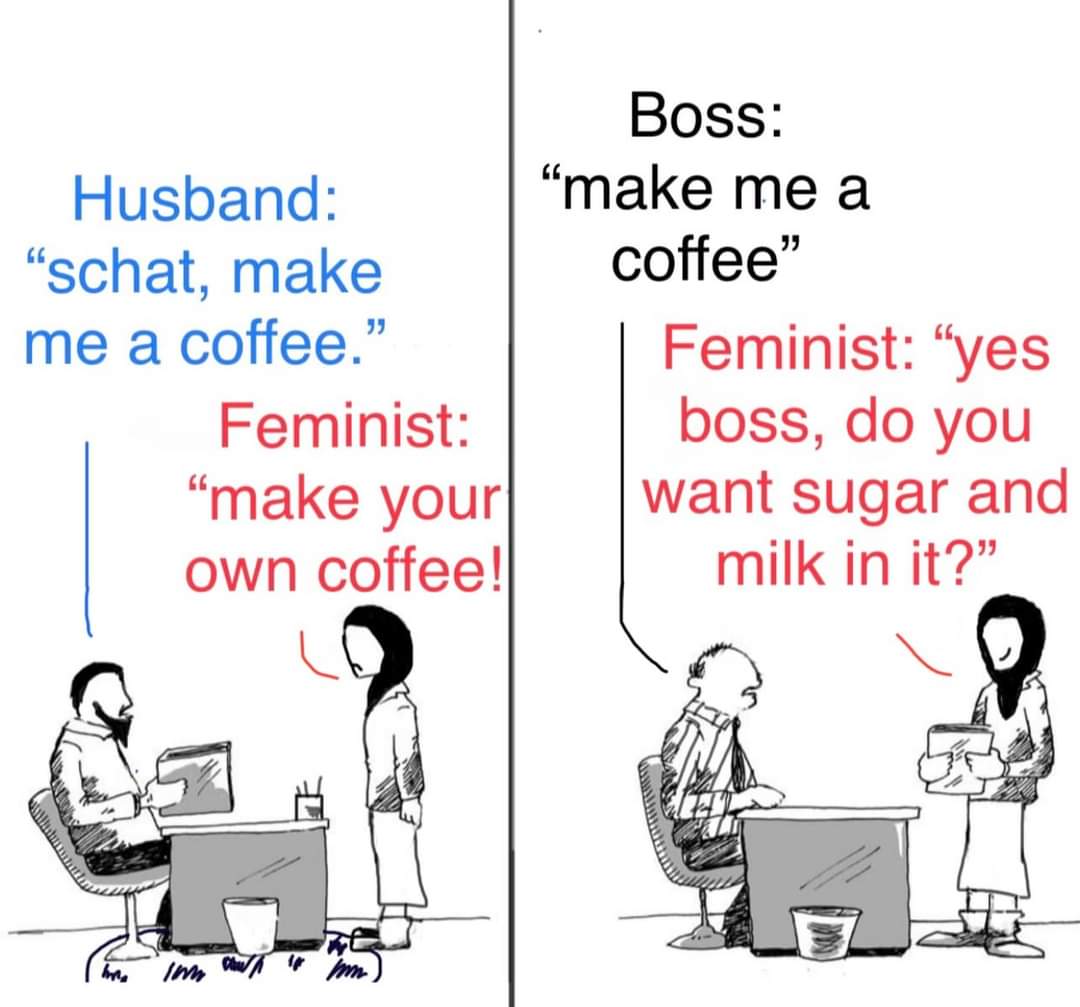 Husband:
“schat, make
me a coffee.”
Feminist:
“make your
own coffee!
Boss:
“make me a
coffee”
Feminist: “yes
boss, do you
want sugar and
milk in it?”